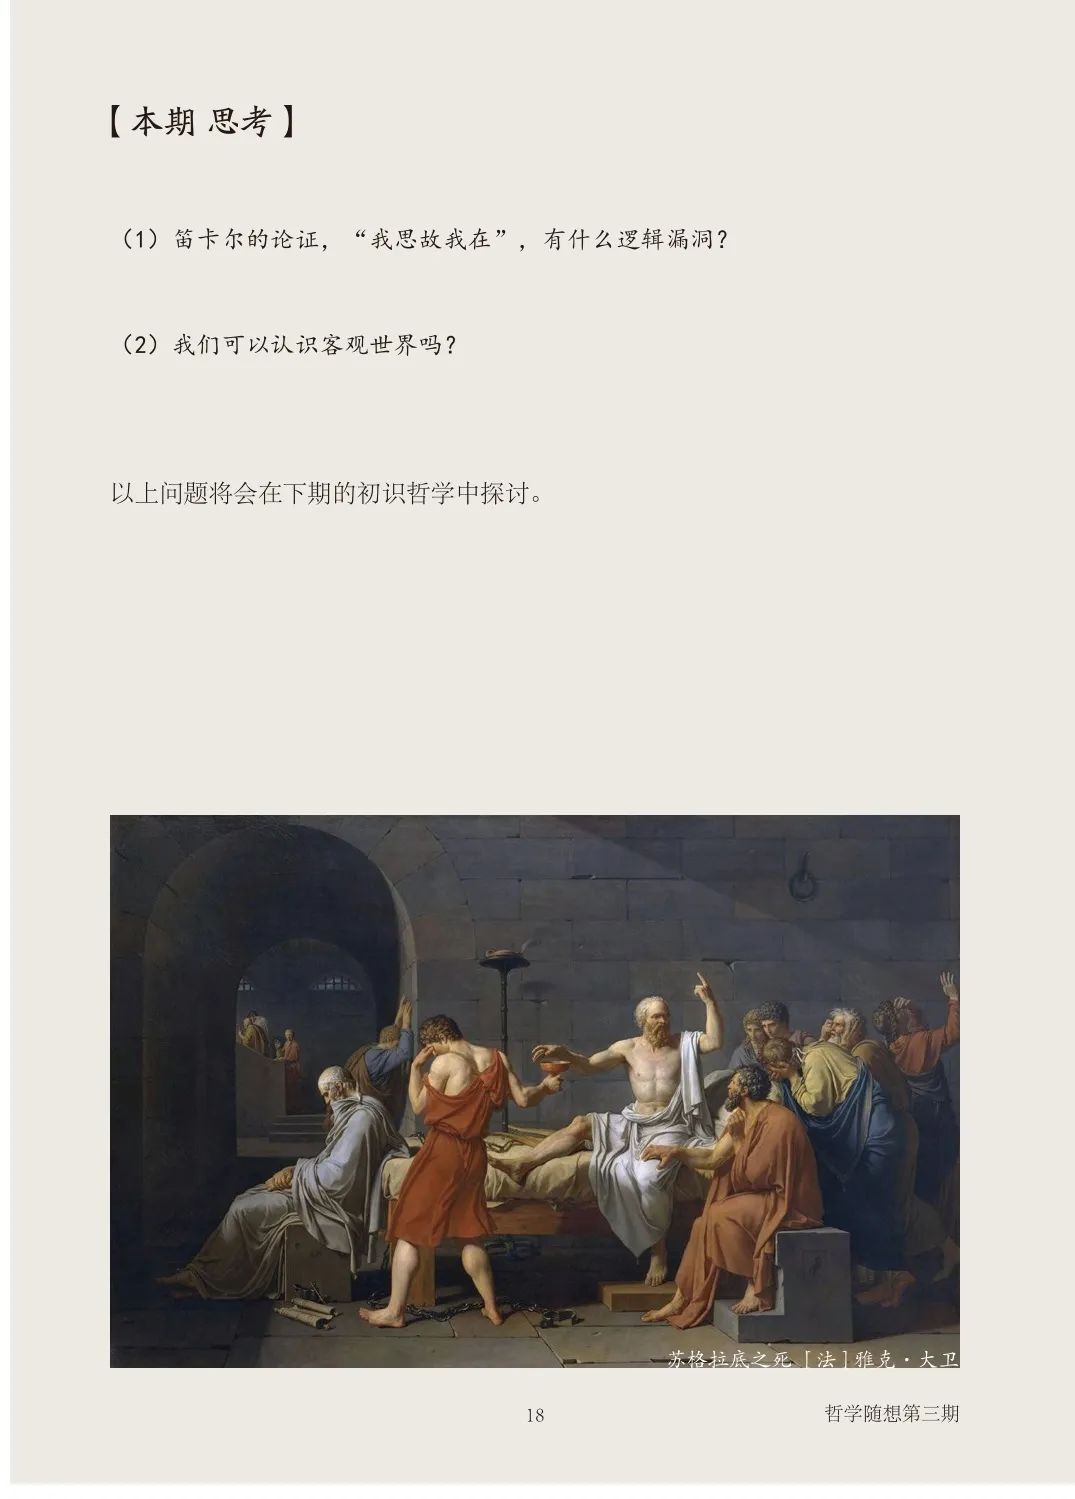 【本期 思考】
（1）笛卡尔的论证，“我思故我在”，有什么逻辑漏洞？
（2）我们可以认识客观世界吗？
以上问题将会在下期的初识哲学中探讨。
苏格拉底之死［法］雅克·大卫
18
哲学随想第三期